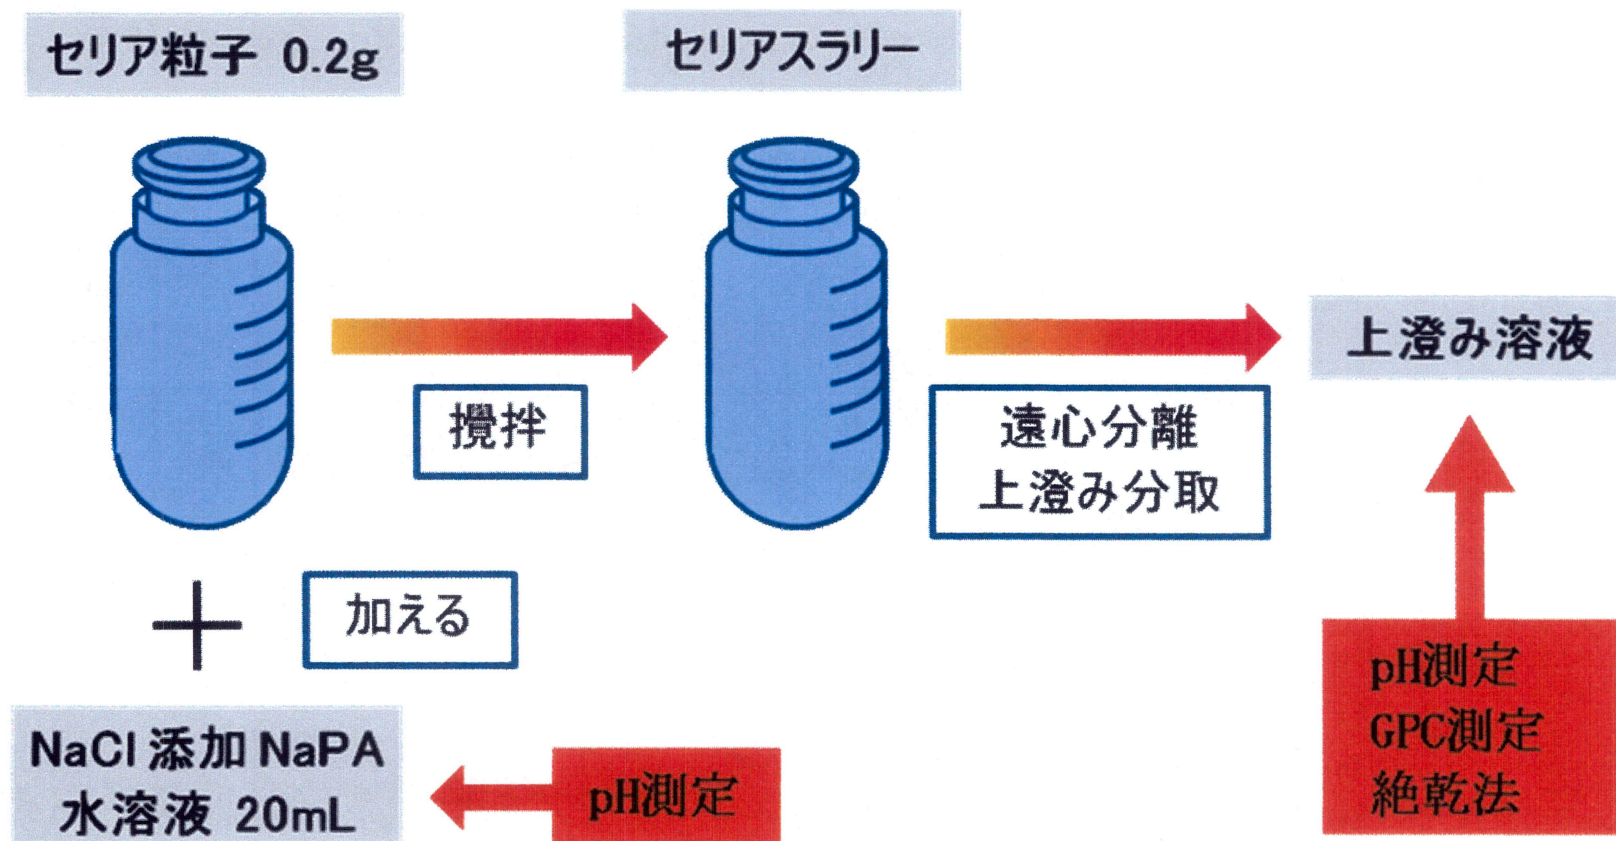 セリア粒子 0.2g
セリアスラリー
攪拌
遠心分離
上澄み分取
上澄み溶液
加える
NaCl 添加 NaPA
水溶液 20mL
pH測定
pH測定
GPC測定
絶乾法